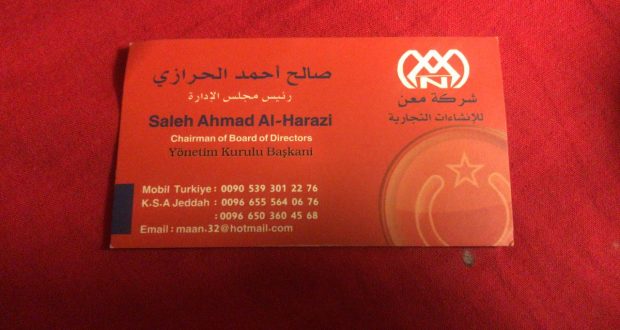 صالح أحمد الحرازي
رئيس مجلس الإدارة
Saleh Ahmad Al-Harazi
Chairman of Board of Directors
Yönetim Kurulu Başkani
شركة معن
للإنشاءات التجارية
Mobil Turkiye : 0090 539 301 22 76
K.S.A Jeddah : 0096 655 564 06 76
: 0096 650 360 45 68
Email : maan.32@hotmail.com